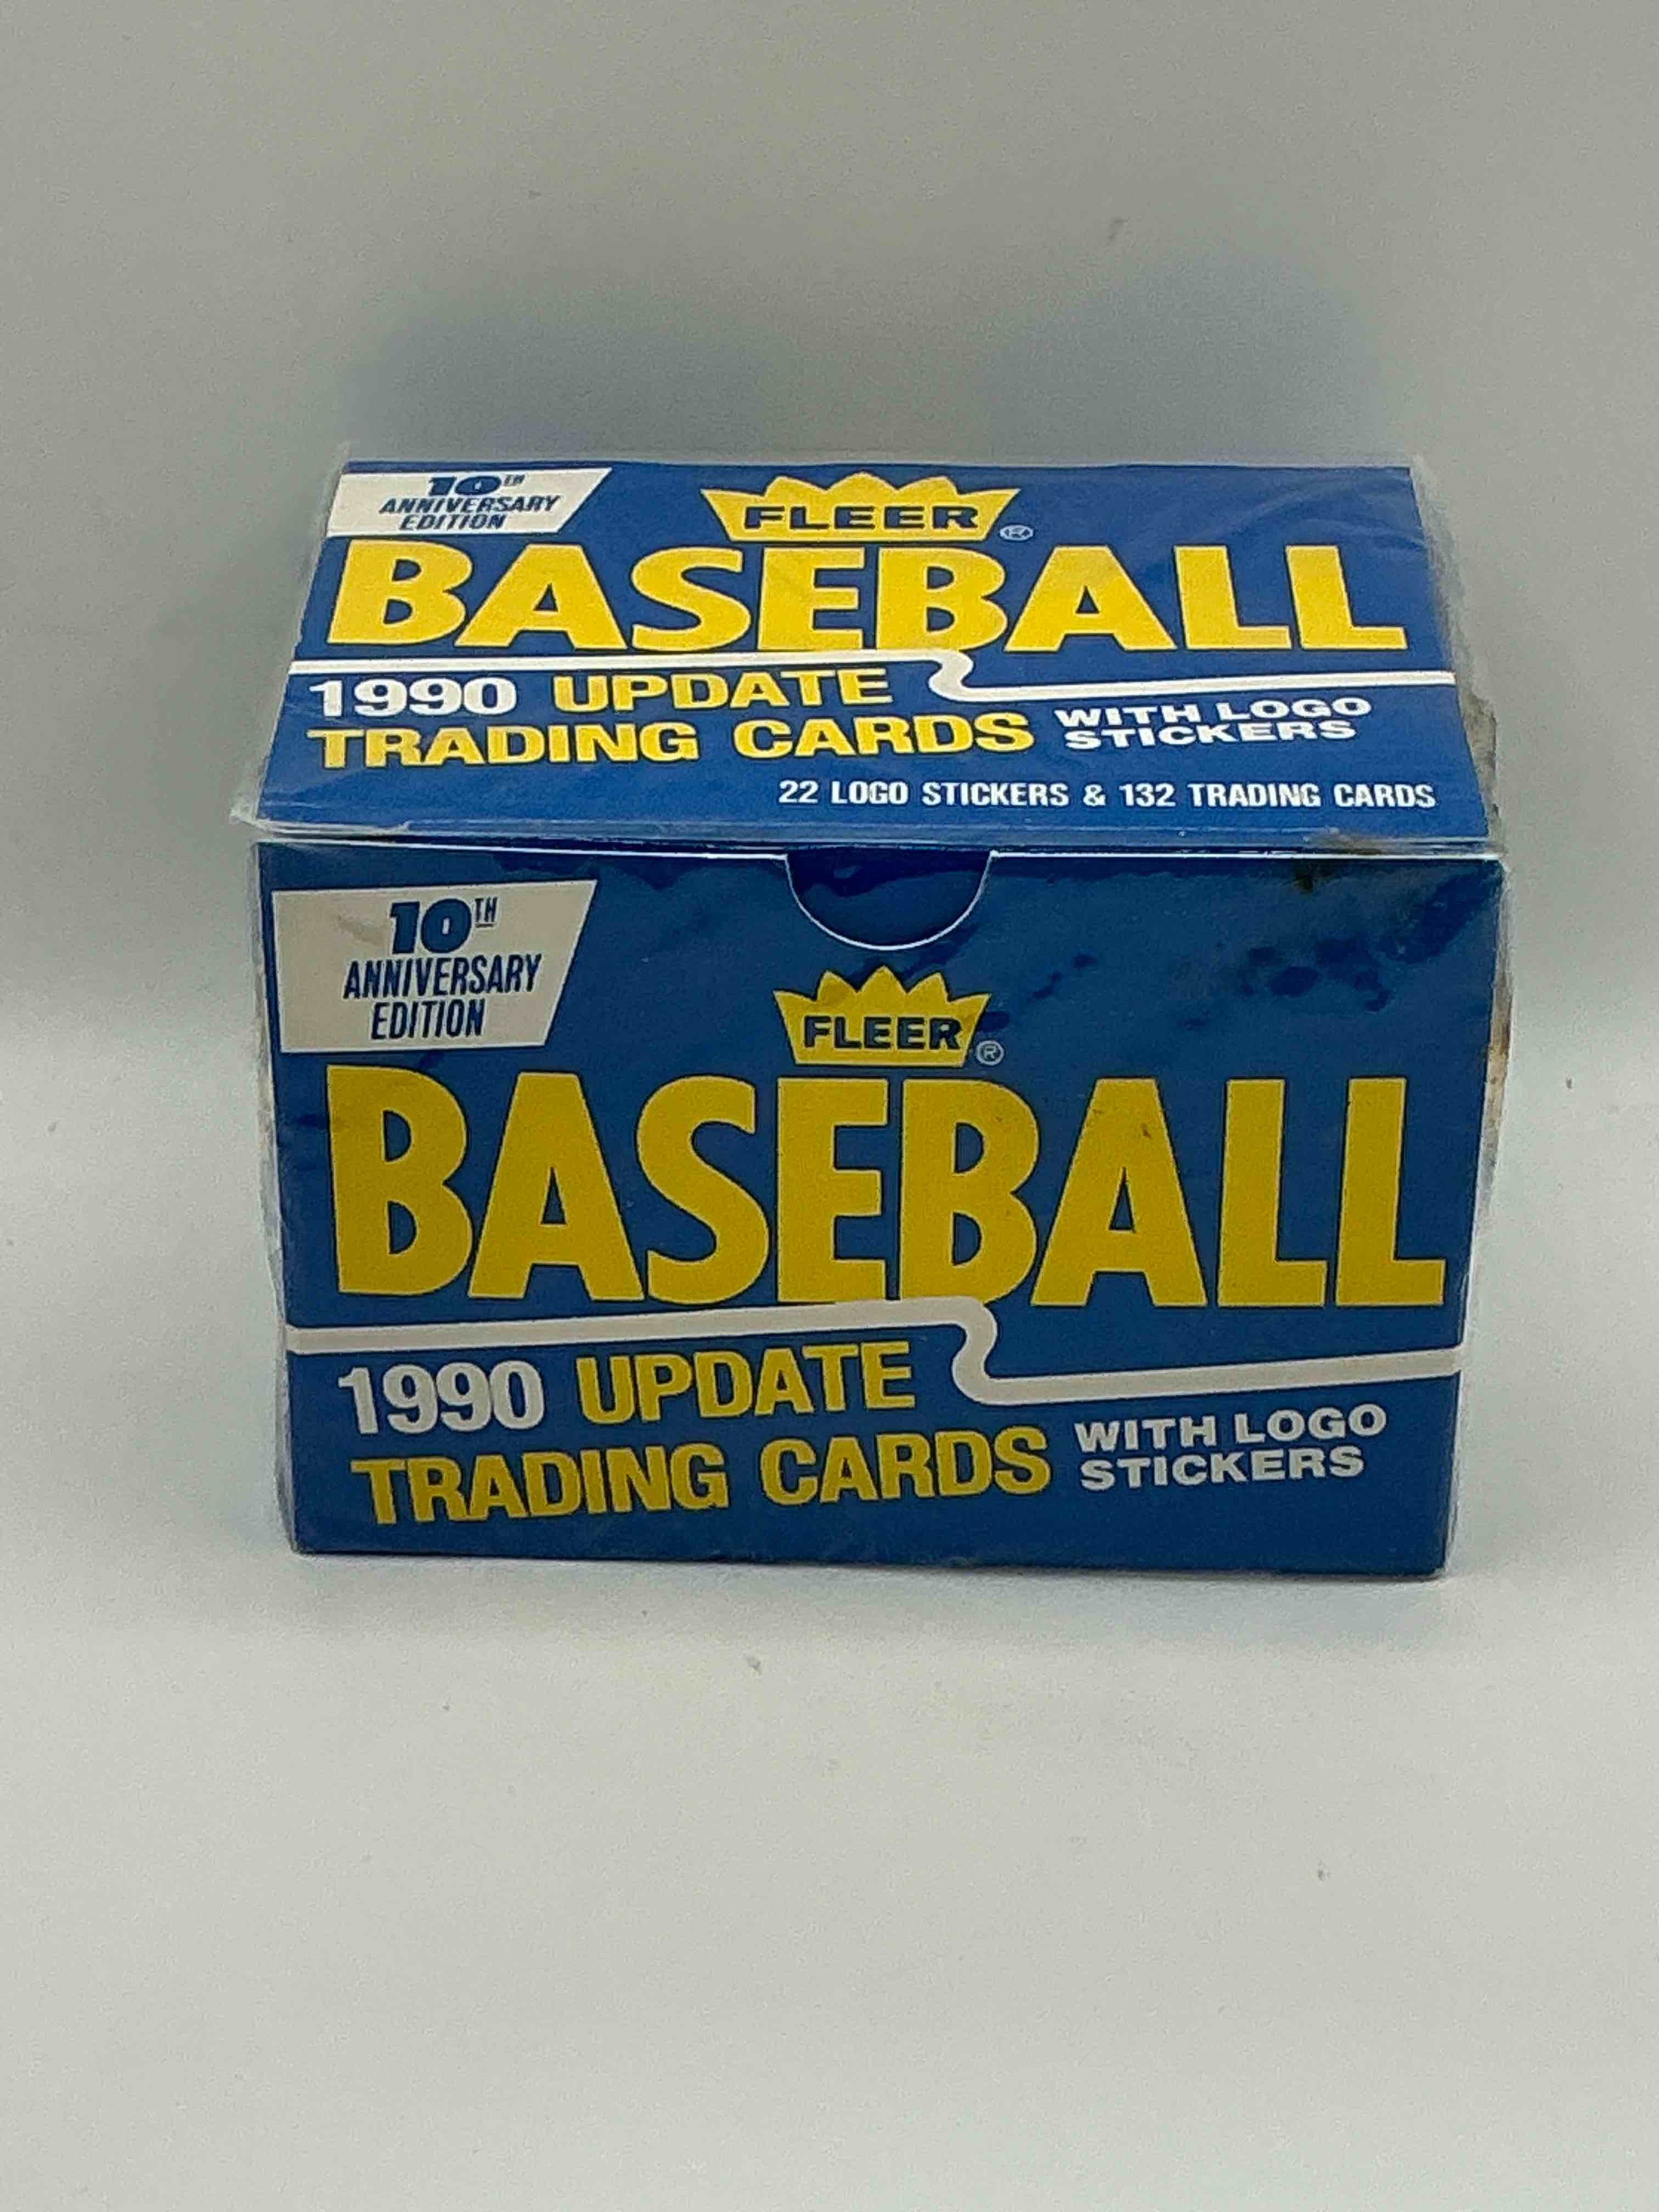 10TH
ANNIVERSARY
EDITION
FLEER ®
BASEBALL
1990 UPDATE
TRADING CARDS
WITH LOGO
STICKERS
22 LOGO STICKERS & 132 TRADING CARDS
10TH
ANNIVERSARY
EDITION
FLEER ®
BASEBALL
1990 UPDATE
TRADING CARDS
WITH LOGO
STICKERS